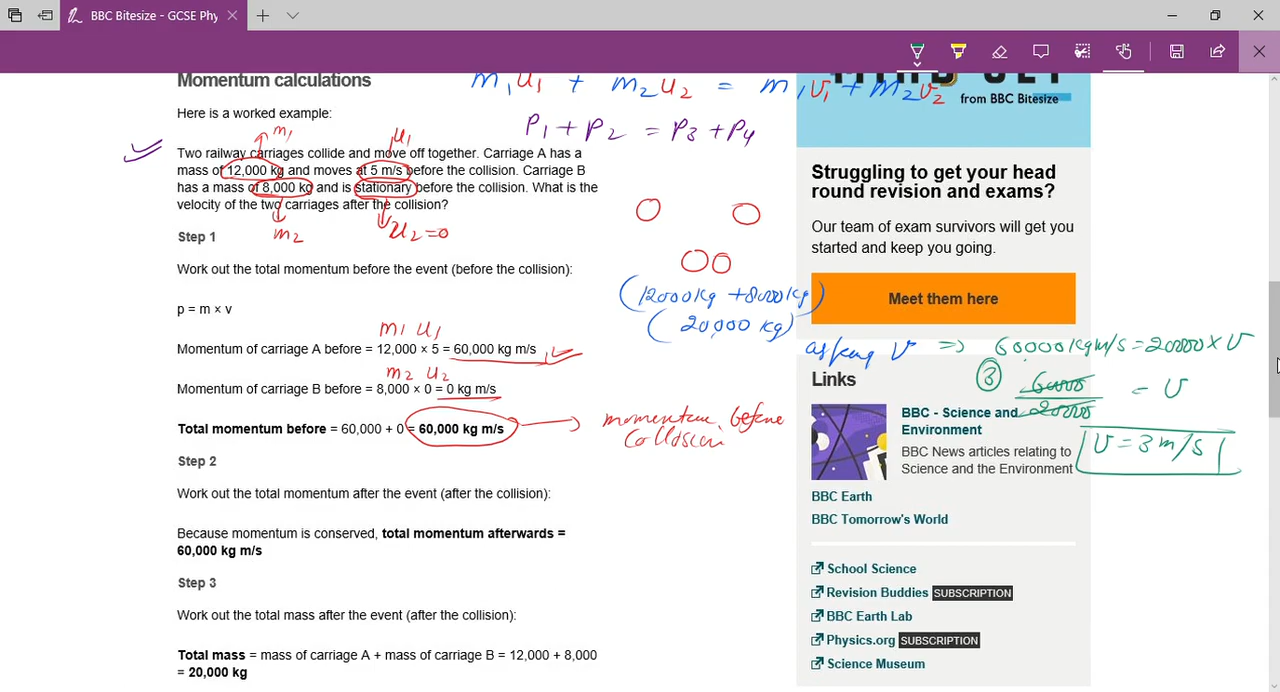 BBC Bitesize - GCSE Phy
Momentum calculations
m1u1 + m2u2 = m1v1 + m2v2
P1 + P2 = P3 + P4
Here is a worked example:
m1
u1
Two railway carriages collide and move off together. Carriage A has a
mass of 12,000 kg and moves at 5 m/s before the collision. Carriage B
has a mass of 8,000 kg and is stationary before the collision. What is the
velocity of the two carriages after the collision?
m2
u2=0
Step 1
Work out the total momentum before the event (before the collision):
p = m × v
m1 u1
Momentum of carriage A before = 12,000 × 5 = 60,000 kg m/s
m2 u2
Momentum of carriage B before = 8,000 × 0 = 0 kg m/s
Total momentum before = 60,000 + 0 = 60,000 kg m/s
momentum before
Step 2
Work out the total momentum after the event (after the collision):
Because momentum is conserved, total momentum afterwards =
60,000 kg m/s
Step 3
Work out the total mass after the event (after the collision):
Total mass = mass of carriage A + mass of carriage B = 12,000 + 8,000
= 20,000 kg
(12000kg + 8000kg)
(20,000 kg)
v ⇒ 60000kgm/s = 20000 × v
3
= v
20000
v = 3 m/s
from BBC Bitesize
Struggling to get your head
round revision and exams?
Our team of exam survivors will get you
started and keep you going.
Meet them here
Links
BBC - Science and
Environment
BBC News articles relating to
Science and the Environment
BBC Earth
BBC Tomorrow's World
School Science
Revision Buddies SUBSCRIPTION
BBC Earth Lab
Physics.org SUBSCRIPTION
Science Museum